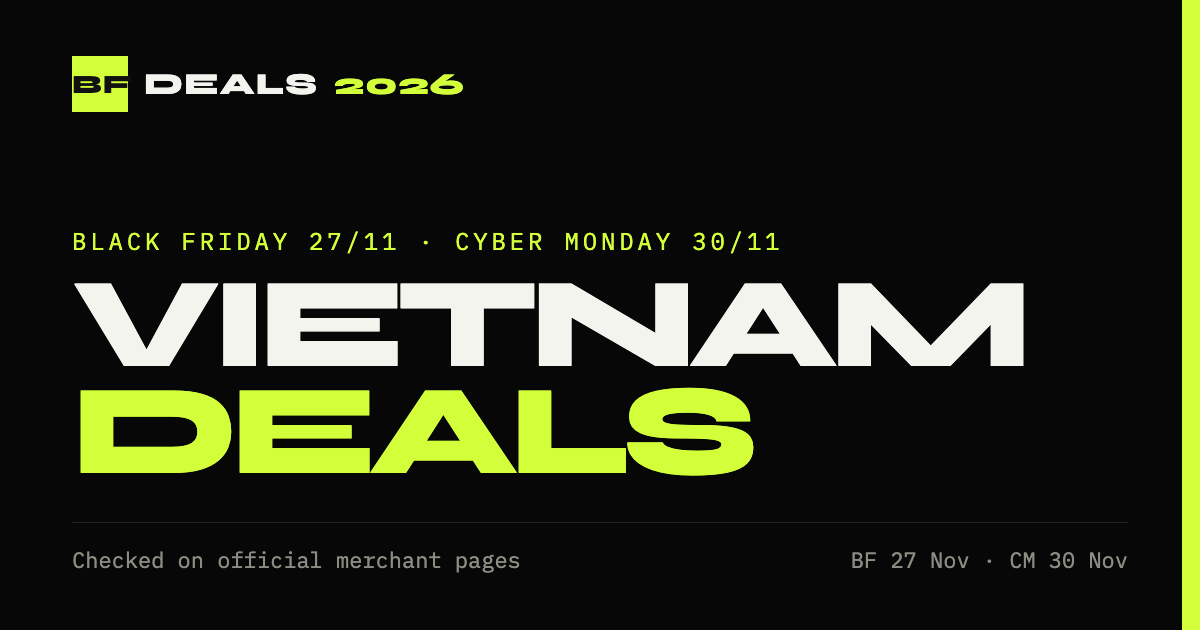 BF DEALS 2026
BLACK FRIDAY 27/11 · CYBER MONDAY 30/11
VIETNAM
DEALS
Checked on official merchant pages
BF 27 Nov · CM 30 Nov